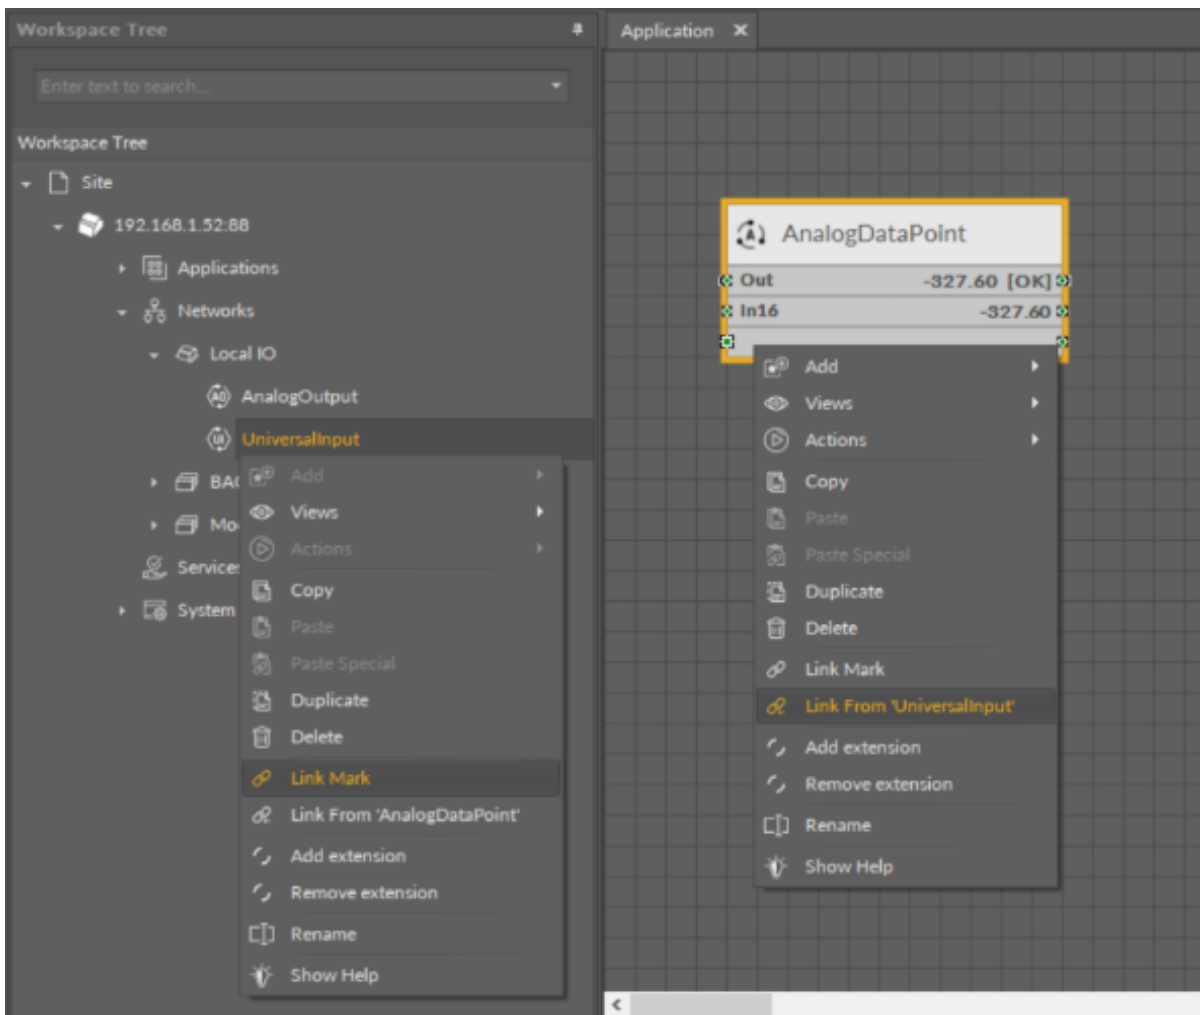 Workspace Tree
Enter text to search...
Workspace Tree
Site
192.168.1.52:88
Applications
Networks
Local IO
AO AnalogOutput
UI UniversalInput
Add
Views
Actions
Copy
Paste
Paste Special
Duplicate
Delete
Link Mark
Link From 'AnalogDataPoint'
Add extension
Remove extension
Rename
Show Help
System
Application
A AnalogDataPoint
Out -327.60 [OK]
In16 -327.60
Add
Views
Actions
Copy
Paste
Paste Special
Duplicate
Delete
Link Mark
Link From 'UniversalInput'
Add extension
Remove extension
Rename
Show Help